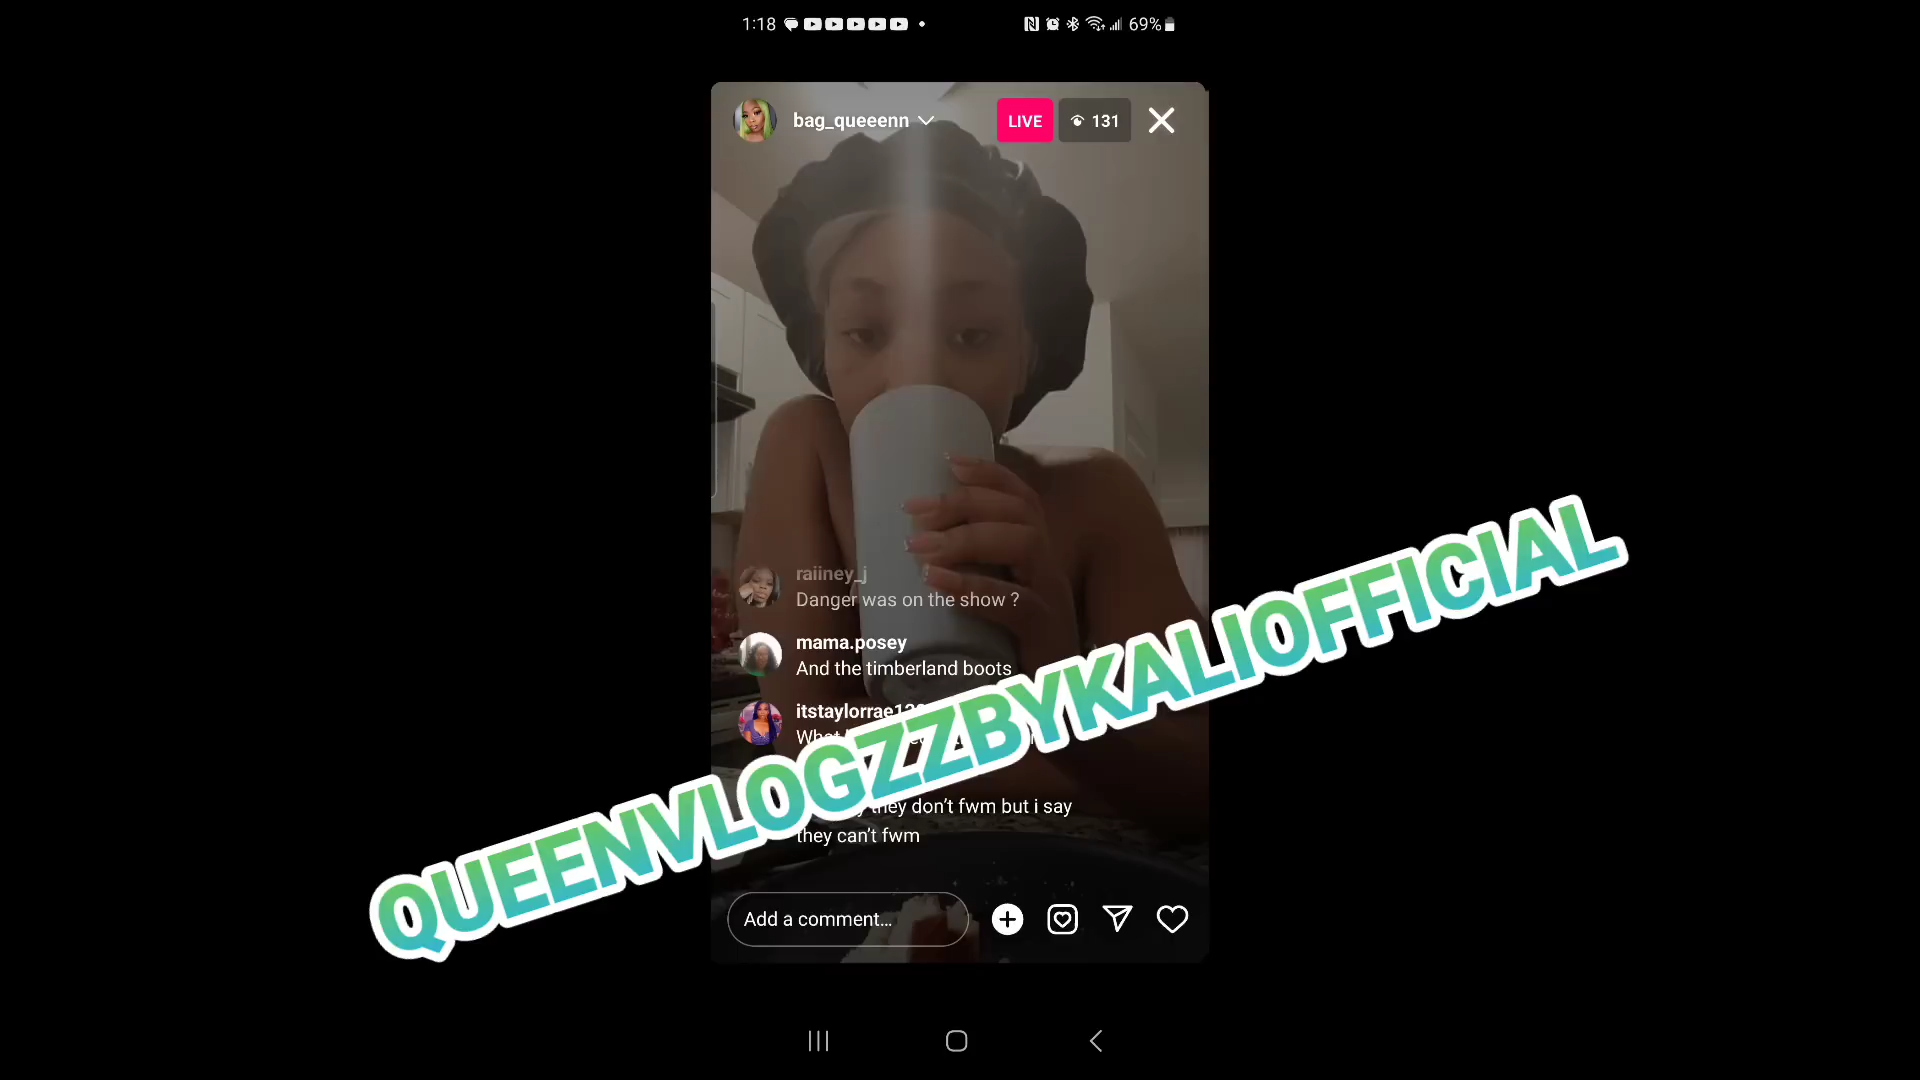 1:18
69%
bag_queeenn
LIVE
131
raiiney_j
Danger was on the show ?
mama.posey
And the timberland boots
itstaylorrae
they don't fwm but i say
they can't fwm
QUEENVLOGZZBYKALIOFFICIAL
Add a comment...